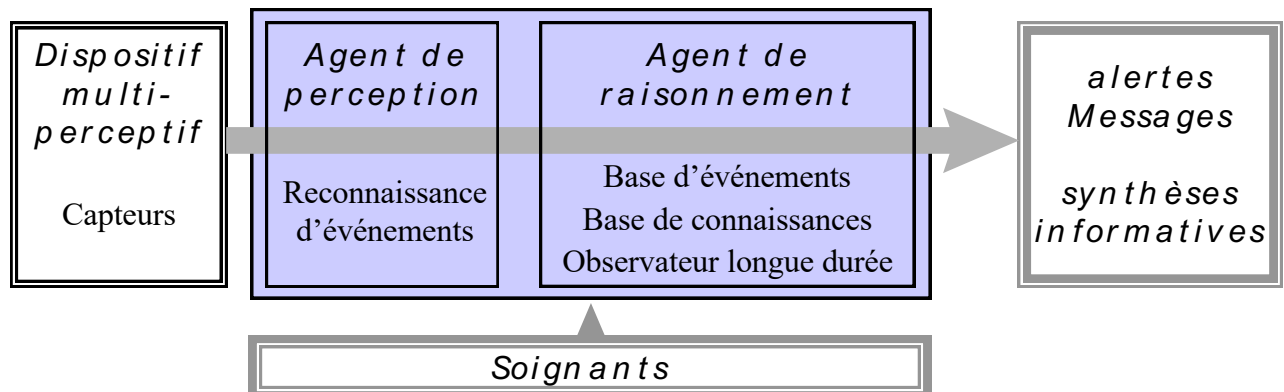 Dispositif
multi-
perceptif
Capteurs
Agent de
perception
Reconnaissance
d’événements
Agent de
raisonnement
Base d’événements
Base de connaissances
Observateur longue durée
alertes
Messages
synthèses
informatives
Soignants